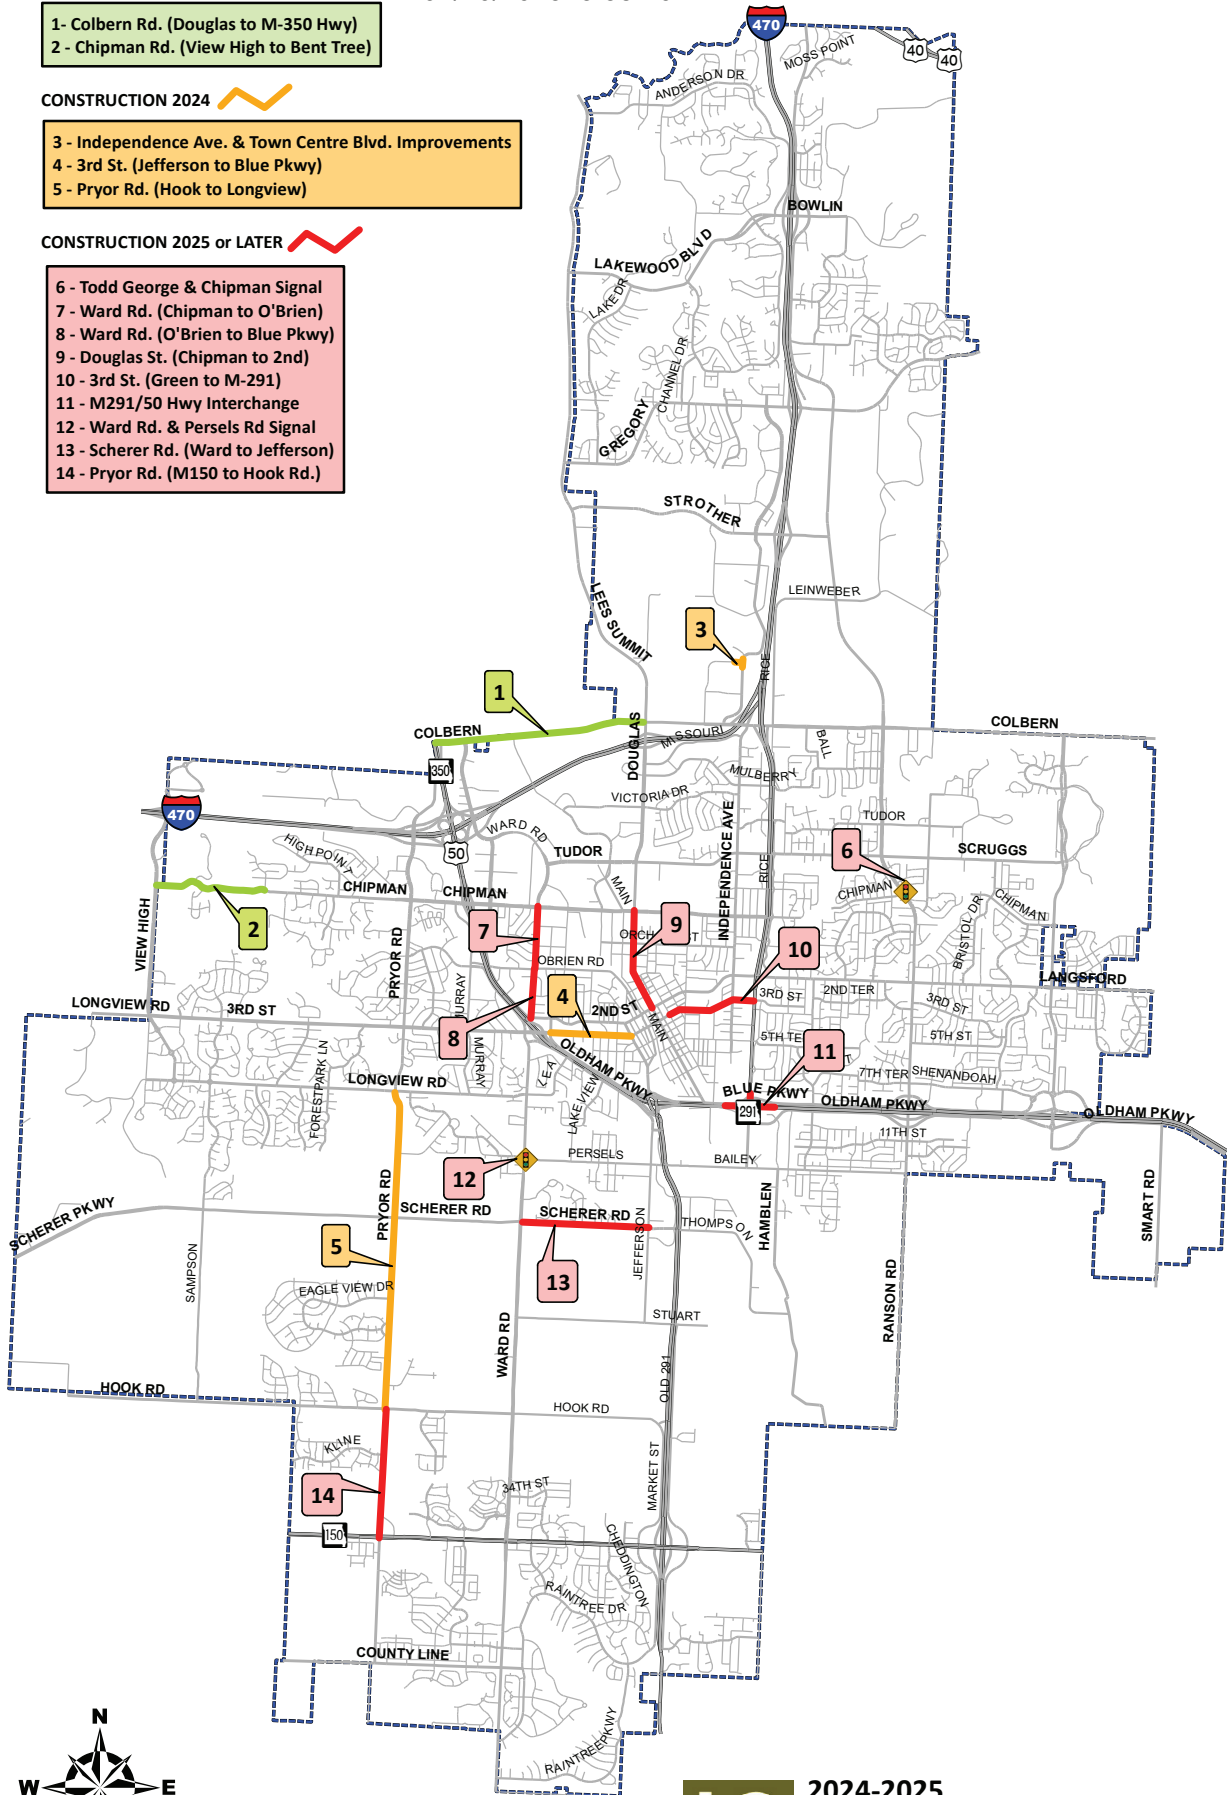 1- Colbern Rd. (Douglas to M-350 Hwy)
2 - Chipman Rd. (View High to Bent Tree)
CONSTRUCTION 2024
3 - Independence Ave. & Town Centre Blvd. Improvements
4 - 3rd St. (Jefferson to Blue Pkwy)
5 - Pryor Rd. (Hook to Longview)
CONSTRUCTION 2025 or LATER
6 - Todd George & Chipman Signal
7 - Ward Rd. (Chipman to O'Brien)
8 - Ward Rd. (O'Brien to Blue Pkwy)
9 - Douglas St. (Chipman to 2nd)
10 - 3rd St. (Green to M-291)
11 - M291/50 Hwy Interchange
12 - Ward Rd. & Persels Rd Signal
13 - Scherer Rd. (Ward to Jefferson)
14 - Pryor Rd. (M150 to Hook Rd.)
470
40
40
MOSS POINT
ANDERSON DR
BOWLIN
LAKEWOOD BLVD
LAKE DR
CHANNEL DR
GREGORY
STROTHER
LEINWEBER
LEES SUMMIT
3
RICE
1
COLBERN
DOUGLAS
MISSOURI
COLBERN
BALL
350
MULBERRY
VICTORIA DR
470
WARD RD
TUDOR
HIGH POINT
50
TUDOR
INDEPENDENCE AVE
RICE
6
SCRUGGS
CHIPMAN
CHIPMAN
MAIN
CHIPMAN
CHIPMAN
BRISTOL DR
2
VIEW HIGH
PRYOR RD
7
9
ORCH ST
10
OBRIEN RD
LANGSFORD
LONGVIEW RD
3RD ST
MURRAY
4
2ND ST
3RD ST
2ND TER
3RD ST
8
MAIN
5TH TE
5TH ST
11
FORESTPARK LN
MURRAY
LEA
OLDHAM PKWY
7TH TER
SHENANDOAH
LONGVIEW RD
LAKE VIEW
BLUE PKWY
OLDHAM PKWY
OLDHAM PKWY
291
11TH ST
PERSELS
BAILEY
12
PRYOR RD
SCHERER PKWY
SCHERER RD
SCHERER RD
THOMPSON
HAMBLEN
SMART RD
SAMPSON
5
JEFFERSON
13
EAGLE VIEW DR
STUART
RANSON RD
WARD RD
OLD 291
HOOK RD
HOOK RD
KLINE
MARKET ST
34TH ST
14
150
CHEDDINGTON
RAINTREE DR
COUNTY LINE
RAINTREE PKWY
N
W
E
2024-2025